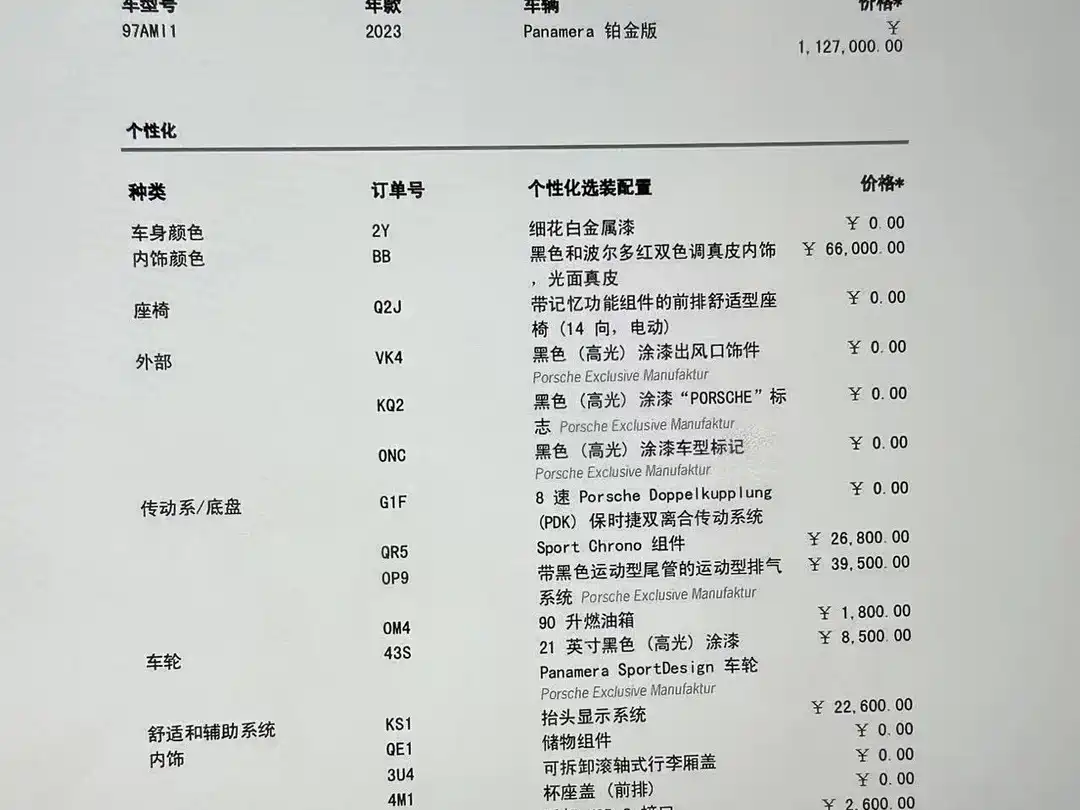 车型号 年款 车辆 价格*
97AMI1 2023 Panamera 铂金版 ¥
1,127,000.00
个性化
种类 订单号 个性化选装配置 价格*
车身颜色 2Y 细花白金属漆 ¥ 0.00
内饰颜色 BB 黑色和波尔多红双色调真皮内饰 ¥ 66,000.00
，光面真皮
座椅 Q2J 带记忆功能组件的前排舒适型座 ¥ 0.00
椅 (14 向, 电动)
外部 VK4 黑色 (高光) 涂漆出风口饰件 ¥ 0.00
Porsche Exclusive Manufaktur
KQ2 黑色 (高光) 涂漆“PORSCHE”标 ¥ 0.00
志 Porsche Exclusive Manufaktur
0NC 黑色 (高光) 涂漆车型标记 ¥ 0.00
Porsche Exclusive Manufaktur
传动系/底盘 G1F 8 速 Porsche Doppelkupplung ¥ 0.00
(PDK) 保时捷双离合传动系统
QR5 Sport Chrono 组件 ¥ 26,800.00
0P9 带黑色运动型尾管的运动型排气 ¥ 39,500.00
系统 Porsche Exclusive Manufaktur
0M4 90 升燃油箱 ¥ 1,800.00
车轮 43S 21 英寸黑色 (高光) 涂漆 ¥ 8,500.00
Panamera SportDesign 车轮
Porsche Exclusive Manufaktur
舒适和辅助系统 KS1 抬头显示系统 ¥ 22,600.00
内饰 QE1 储物组件 ¥ 0.00
3U4 可拆卸滚轴式行李厢盖 ¥ 0.00
4M1 杯座盖 (前排) ¥ 0.00
¥ 2,600.00